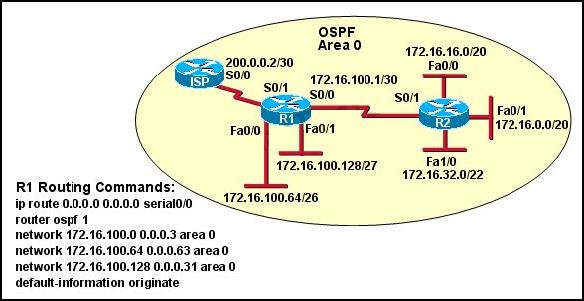 OSPF
Area 0
200.0.0.2/30
S0/0
ISP
S0/1
172.16.100.1/30
S0/0
R1
Fa0/0
Fa0/1
172.16.100.128/27
172.16.100.64/26
172.16.16.0/20
Fa0/0
S0/1
R2
Fa0/1
172.16.0.0/20
Fa1/0
172.16.32.0/22
R1 Routing Commands:
ip route 0.0.0.0 0.0.0.0 serial0/0
router ospf 1
network 172.16.100.0 0.0.0.3 area 0
network 172.16.100.64 0.0.0.63 area 0
network 172.16.100.128 0.0.0.31 area 0
default-information originate